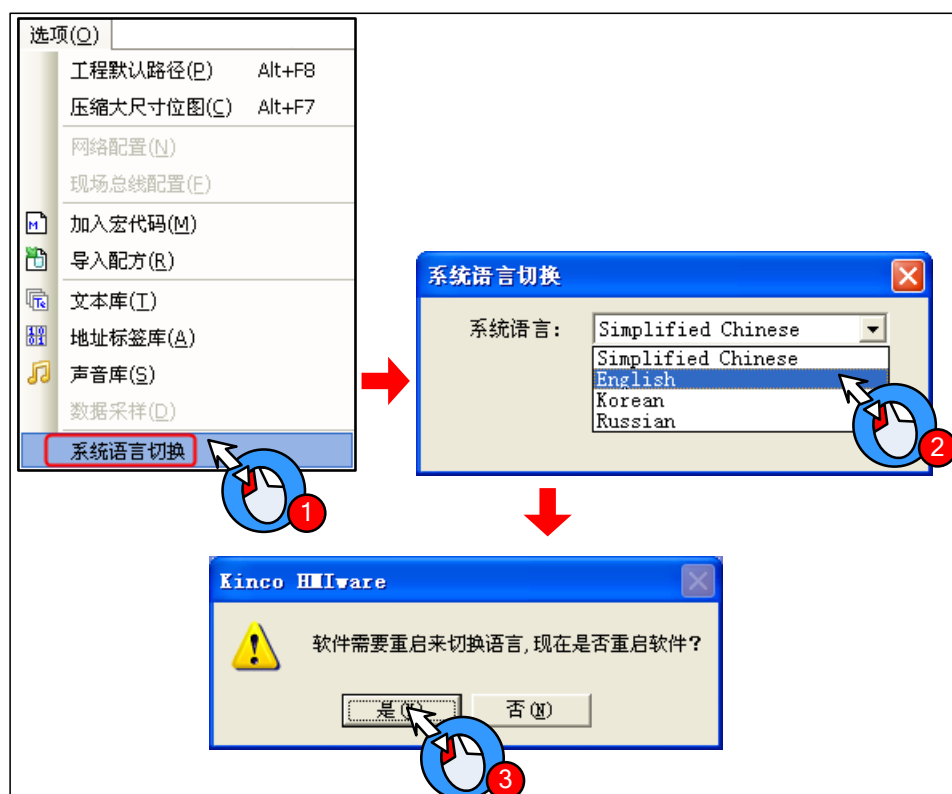 选项(O)
工程默认路径(P) Alt+F8
压缩大尺寸位图(C) Alt+F7
网络配置(N)
现场总线配置(F)
加入宏代码(M)
导入配方(R)
文本库(T)
地址标签库(A)
声音库(S)
数据采样(D)
系统语言切换
1
系统语言切换
系统语言:
Simplified Chinese
Simplified Chinese
English
Korean
Russian
2
Kinco HMIware
软件需要重启来切换语言,现在是否重启软件?
是
否(N)
3